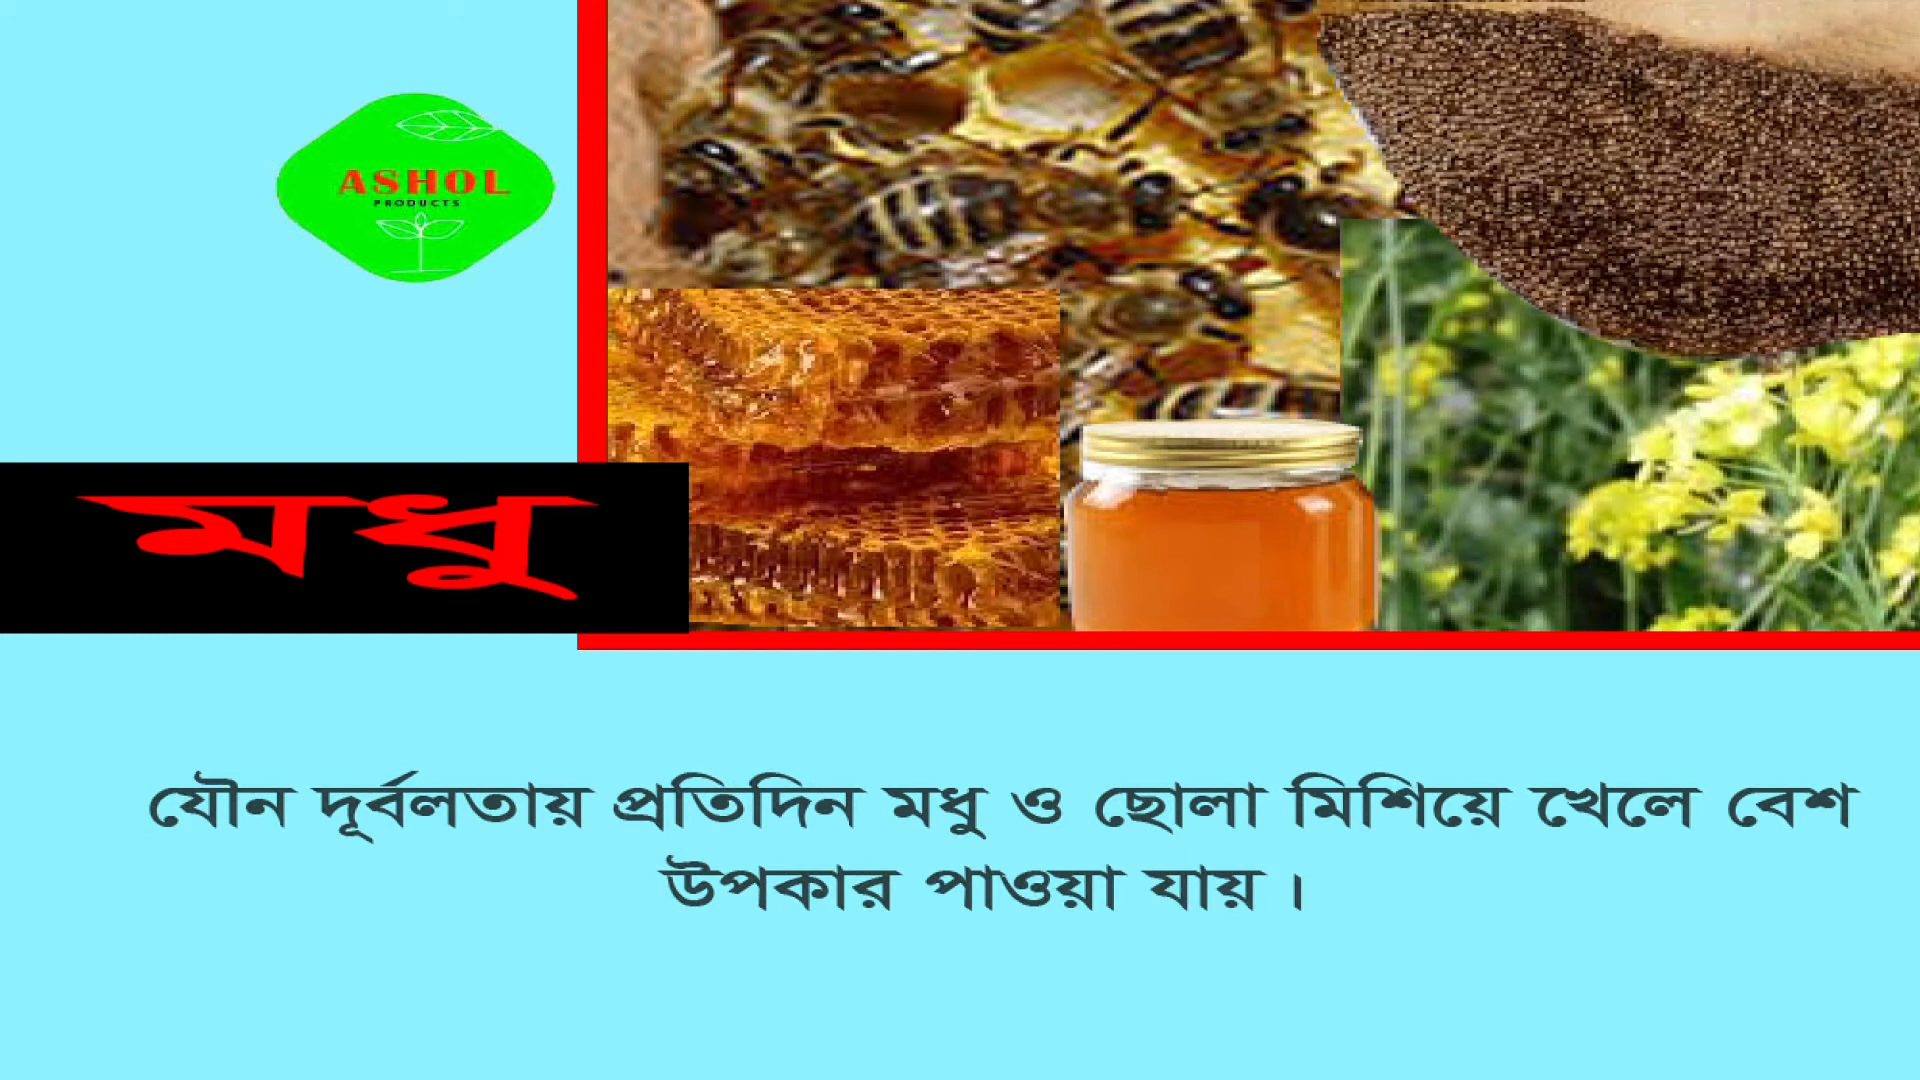 ASHOL
PRODUCTS
মধু
যৌন দূর্বলতায় প্রতিদিন মধু ও ছোলা মিশিয়ে খেলে বেশ
উপকার পাওয়া যায়।